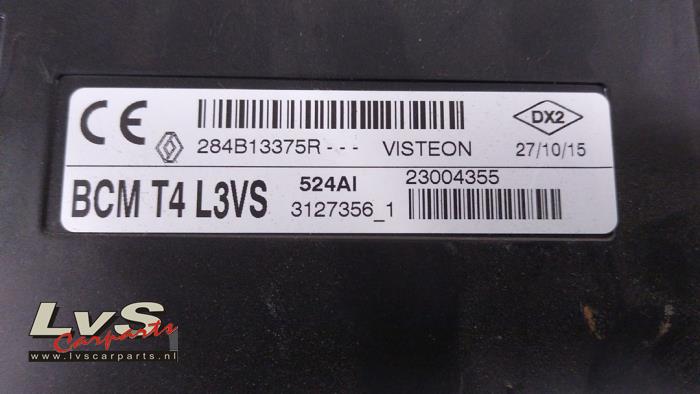 CE
284B13375R--- VISTEON
DX2
27/10/15
BCM T4 L3VS
524AI
23004355
3127356_1
LvS
Carparts
www.lvscarparts.nl